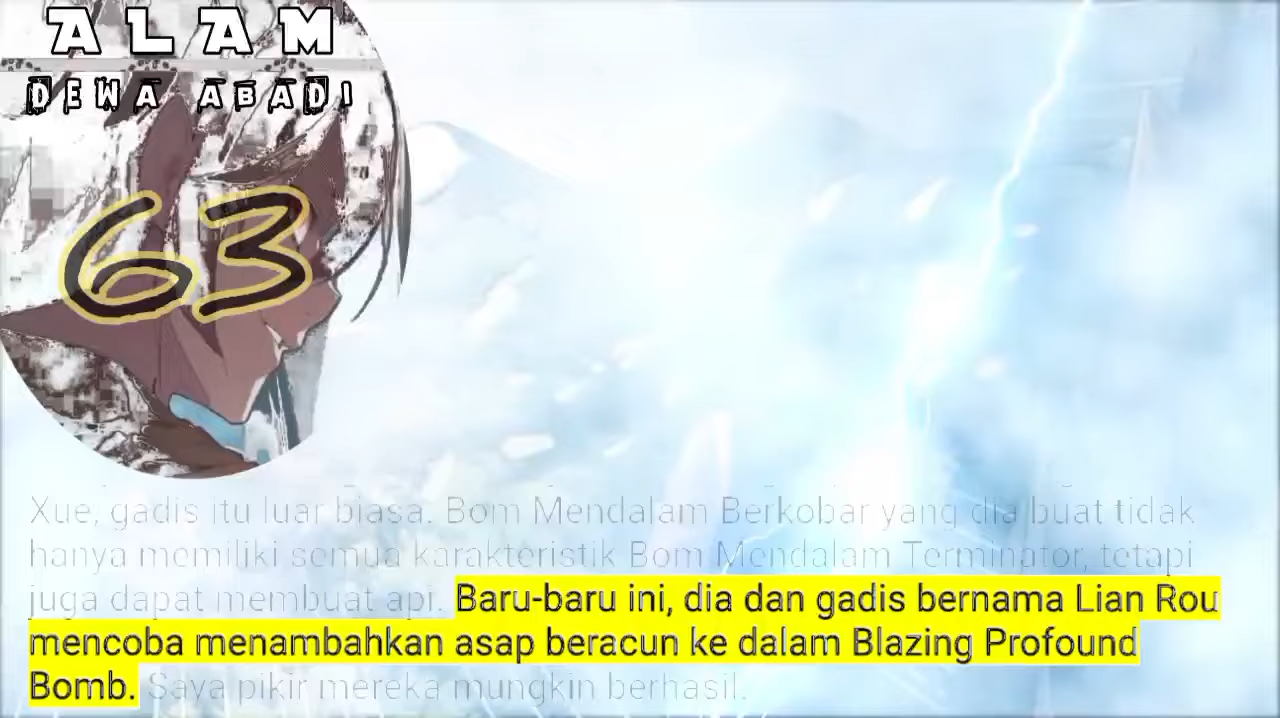 ALAM
DEWA ABADI
63
Xue, gadis itu luar biasa. Bom Mendalam Berkobar yang dia buat tidak
hanya memiliki semua karakteristik Bom Mendalam Terminator, tetapi
juga dapat membuat api. Baru-baru ini, dia dan gadis bernama Lian Rou
mencoba menambahkan asap beracun ke dalam Blazing Profound
Bomb. Saya pikir mereka mungkin berhasil.